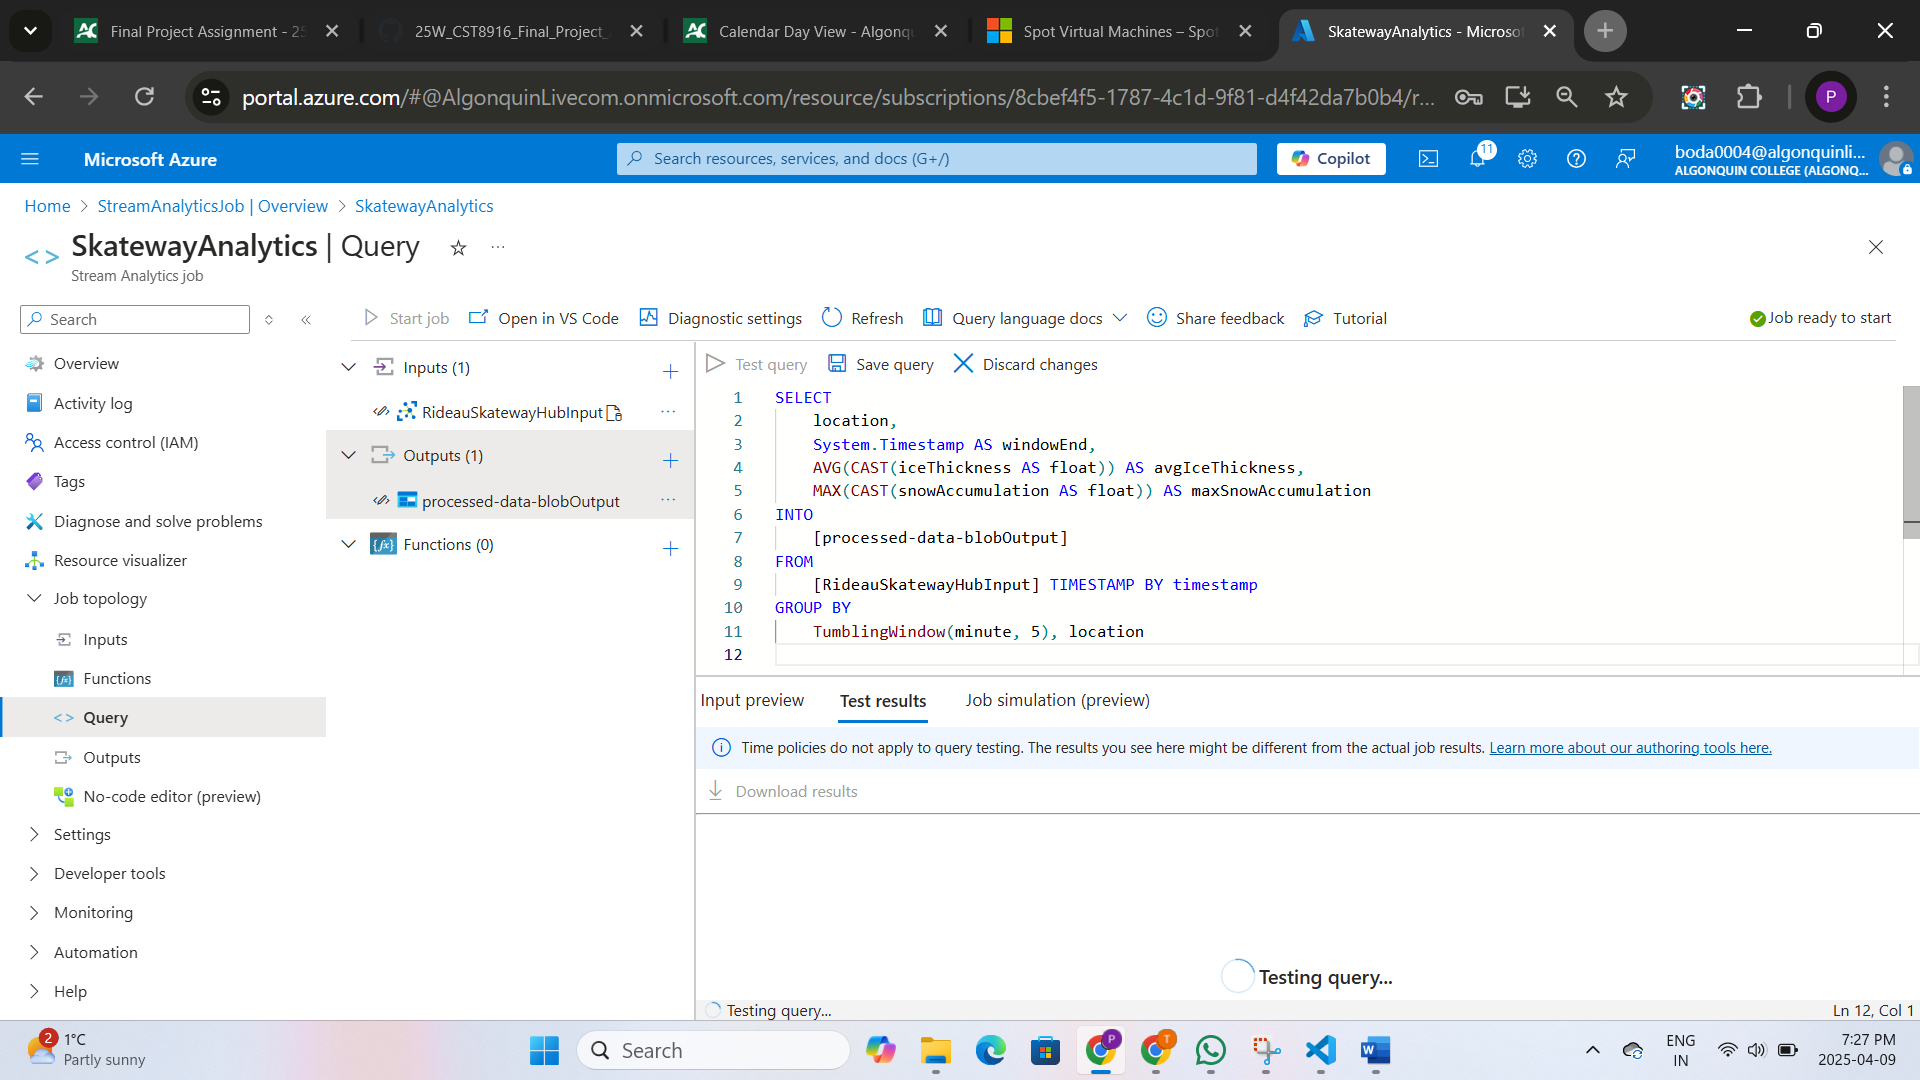 Final Project Assignment - 25
25W_CST8916_Final_Project_
Calendar Day View - Algonqu
Spot Virtual Machines – Spot
SkatewayAnalytics - Microsof
portal.azure.com/#@AlgonquinLivecom.onmicrosoft.com/resource/subscriptions/8cbef4f5-1787-4c1d-9f81-d4f42da7b0b4/r...
P
Microsoft Azure
Search resources, services, and docs (G+/)
Copilot
11
boda0004@algonquinli...
ALGONQUIN COLLEGE (ALGONQ...
Home > StreamAnalyticsJob | Overview > SkatewayAnalytics
SkatewayAnalytics | Query
Stream Analytics job
Search
Start job
Open in VS Code
Diagnostic settings
Refresh
Query language docs
Share feedback
Tutorial
Job ready to start
Overview
Activity log
Access control (IAM)
Tags
Diagnose and solve problems
Resource visualizer
Job topology
Inputs
Functions
Query
Outputs
No-code editor (preview)
Settings
Developer tools
Monitoring
Automation
Help
Inputs (1)
RideauSkatewayHubInput
Outputs (1)
processed-data-blobOutput
Functions (0)
Test query
Save query
Discard changes
1 SELECT
2 location,
3 System.Timestamp AS windowEnd,
4 AVG(CAST(iceThickness AS float)) AS avgIceThickness,
5 MAX(CAST(snowAccumulation AS float)) AS maxSnowAccumulation
6 INTO
7 [processed-data-blobOutput]
8 FROM
9 [RideauSkatewayHubInput] TIMESTAMP BY timestamp
10 GROUP BY
11 TumblingWindow(minute, 5), location
12
Input preview
Test results
Job simulation (preview)
Time policies do not apply to query testing. The results you see here might be different from the actual job results. Learn more about our authoring tools here.
Download results
Testing query...
Testing query...
Ln 12, Col 1
2
1°C
Partly sunny
Search
P
T
ENG
IN
7:27 PM
2025-04-09